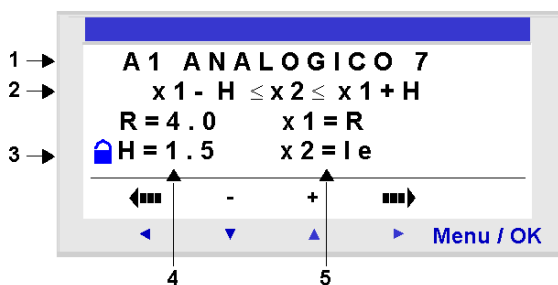 1 A1 ANALOGICO 7
2 x1 - H ≤ x2 ≤ x1 + H
R = 4.0 x1 = R
3 H = 1.5 x2 = Ie
- +
Menu / OK
4 5